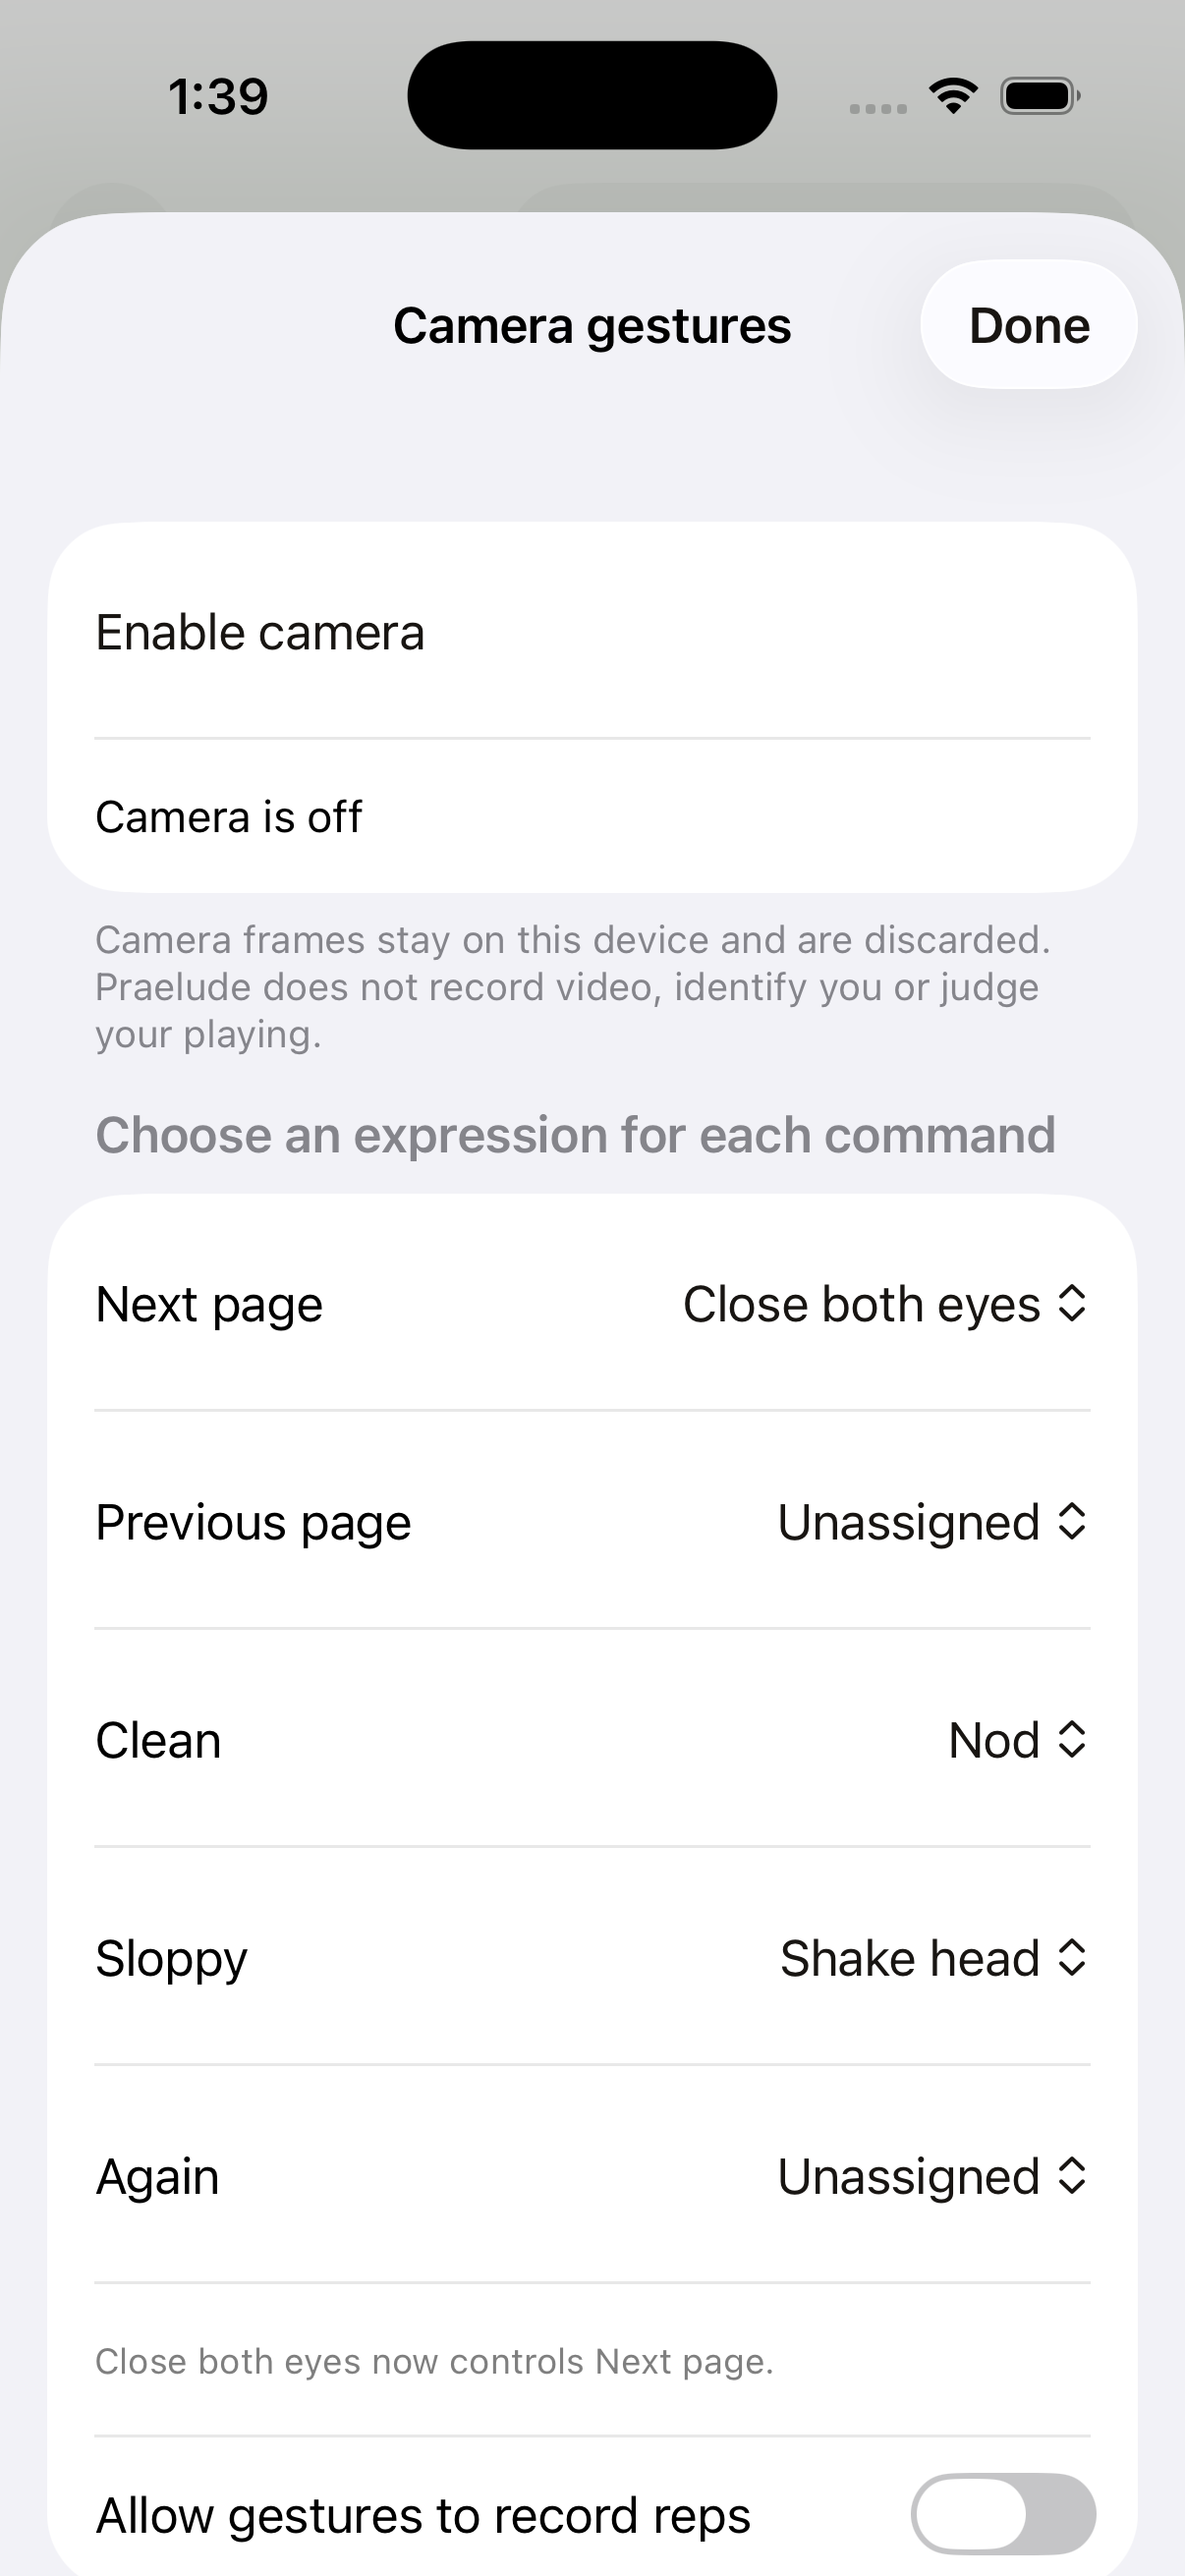 1:39
Camera gestures
Done
Enable camera
Camera is off
Camera frames stay on this device and are discarded.
Praelude does not record video, identify you or judge
your playing.
Choose an expression for each command
Next page
Close both eyes
Previous page
Unassigned
Clean
Nod
Sloppy
Shake head
Again
Unassigned
Close both eyes now controls Next page.
Allow gestures to record reps